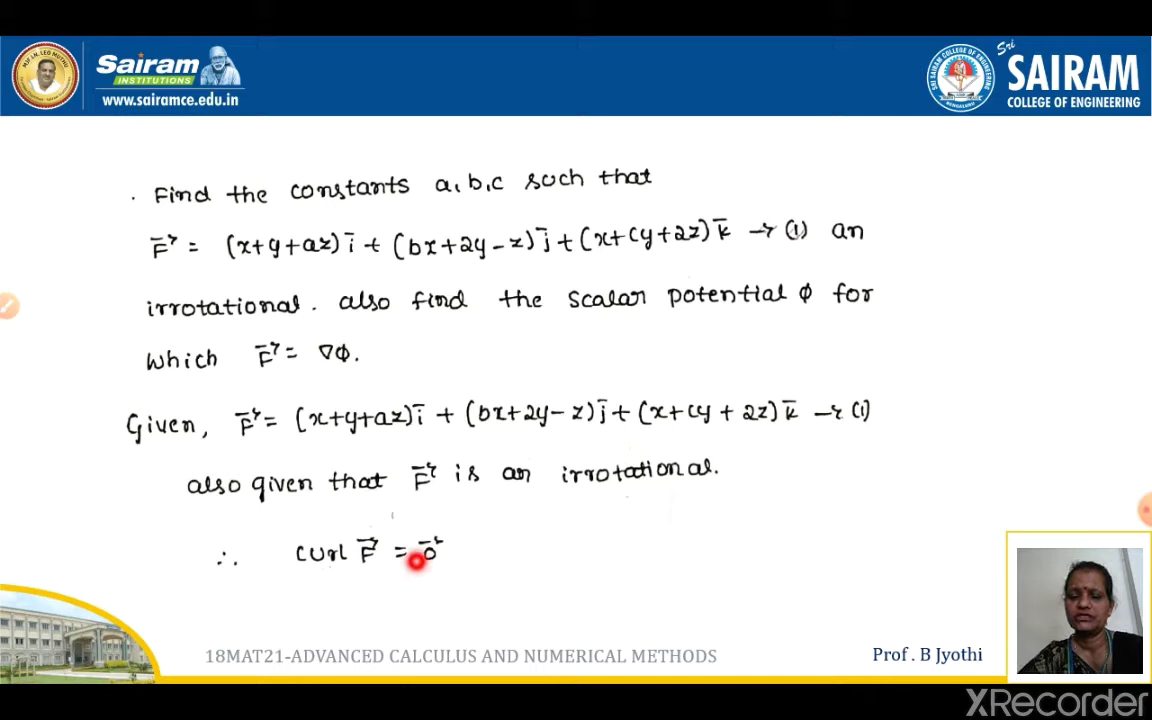 Sairam
INSTITUTIONS
www.sairamce.edu.in
Sri
SAIRAM
COLLEGE OF ENGINEERING
. Find the constants a, b, c such that
F⃗ = (x+y+az)i̅ + (bx+2y-z)j̅ + (x+cy+2z)k̅ → (1) an
irrotational. also find the scalar potential ϕ for
which F⃗ = ∇ϕ.
Given, F⃗ = (x+y+az)i̅ + (bx+2y-z)j̅ + (x+cy+2z)k̅ → (1)
also given that F⃗ is an irrotational.
∴ curl F⃗ = 0⃗
18MAT21-ADVANCED CALCULUS AND NUMERICAL METHODS
Prof . B Jyothi
XRecorder